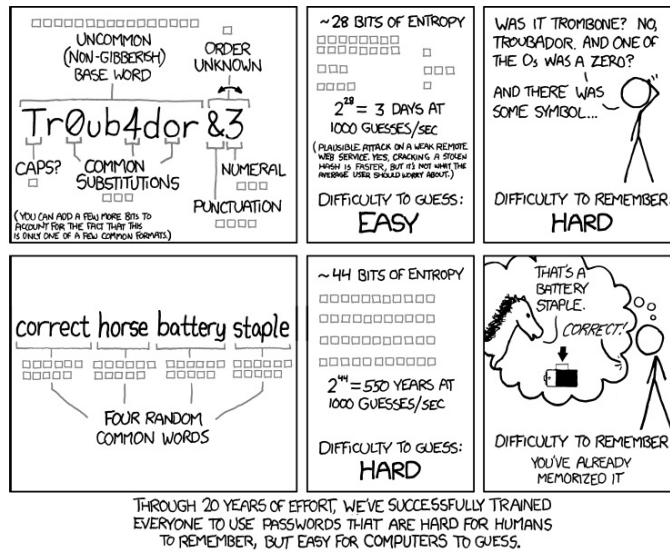 UNCOMMON
(NON-GIBBERISH)
BASE WORD
ORDER
UNKNOWN
Tr0ub4dor &3
CAPS?
COMMON
SUBSTITUTIONS
NUMERAL
PUNCTUATION
(YOU CAN ADD A FEW MORE BITS TO
ACCOUNT FOR THE FACT THAT THIS
IS ONLY ONE OF A FEW COMMON FORMATS.)
~28 BITS OF ENTROPY
2^28 = 3 DAYS AT
1000 GUESSES/SEC
(PLAUSIBLE ATTACK ON A WEAK REMOTE
WEB SERVICE. YES, CRACKING A STOLEN
HASH IS FASTER, BUT IT'S NOT WHAT THE
AVERAGE USER SHOULD WORRY ABOUT.)
DIFFICULTY TO GUESS:
EASY
WAS IT TROMBONE? NO,
TROUBADOR. AND ONE OF
THE Os WAS A ZERO?
AND THERE WAS
SOME SYMBOL...
DIFFICULTY TO REMEMBER:
HARD
correct horse battery staple
FOUR RANDOM
COMMON WORDS
~44 BITS OF ENTROPY
2^44 = 550 YEARS AT
1000 GUESSES/SEC
DIFFICULTY TO GUESS:
HARD
THAT'S A
BATTERY
STAPLE.
CORRECT!
DIFFICULTY TO REMEMBER
YOU'VE ALREADY
MEMORIZED IT
THROUGH 20 YEARS OF EFFORT, WE'VE SUCCESSFULLY TRAINED
EVERYONE TO USE PASSWORDS THAT ARE HARD FOR HUMANS
TO REMEMBER, BUT EASY FOR COMPUTERS TO GUESS.